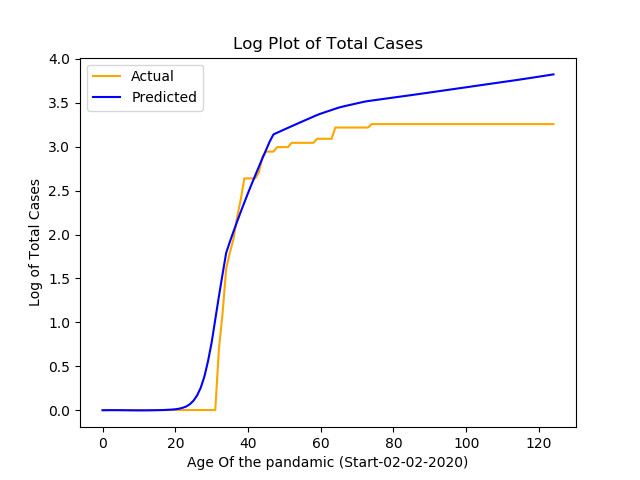 Log Plot of Total Cases
Actual
Predicted
Log of Total Cases
4.0
3.5
3.0
2.5
2.0
1.5
1.0
0.5
0.0
0 20 40 60 80 100 120
Age Of the pandamic (Start-02-02-2020)